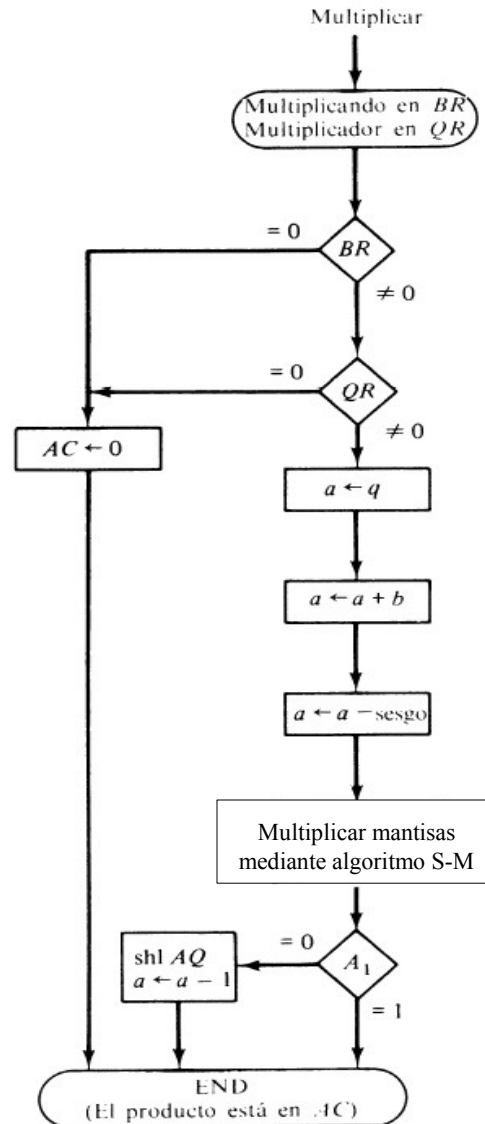 Multiplicar
Multiplicando en BR
Multiplicador en QR
= 0
BR
≠ 0
= 0
QR
≠ 0
AC ← 0
a ← q
a ← a + b
a ← a − sesgo
Multiplicar mantisas
mediante algoritmo S-M
= 0
A₁
shl AQ
a ← a − 1
= 1
END
(El producto está en AC)